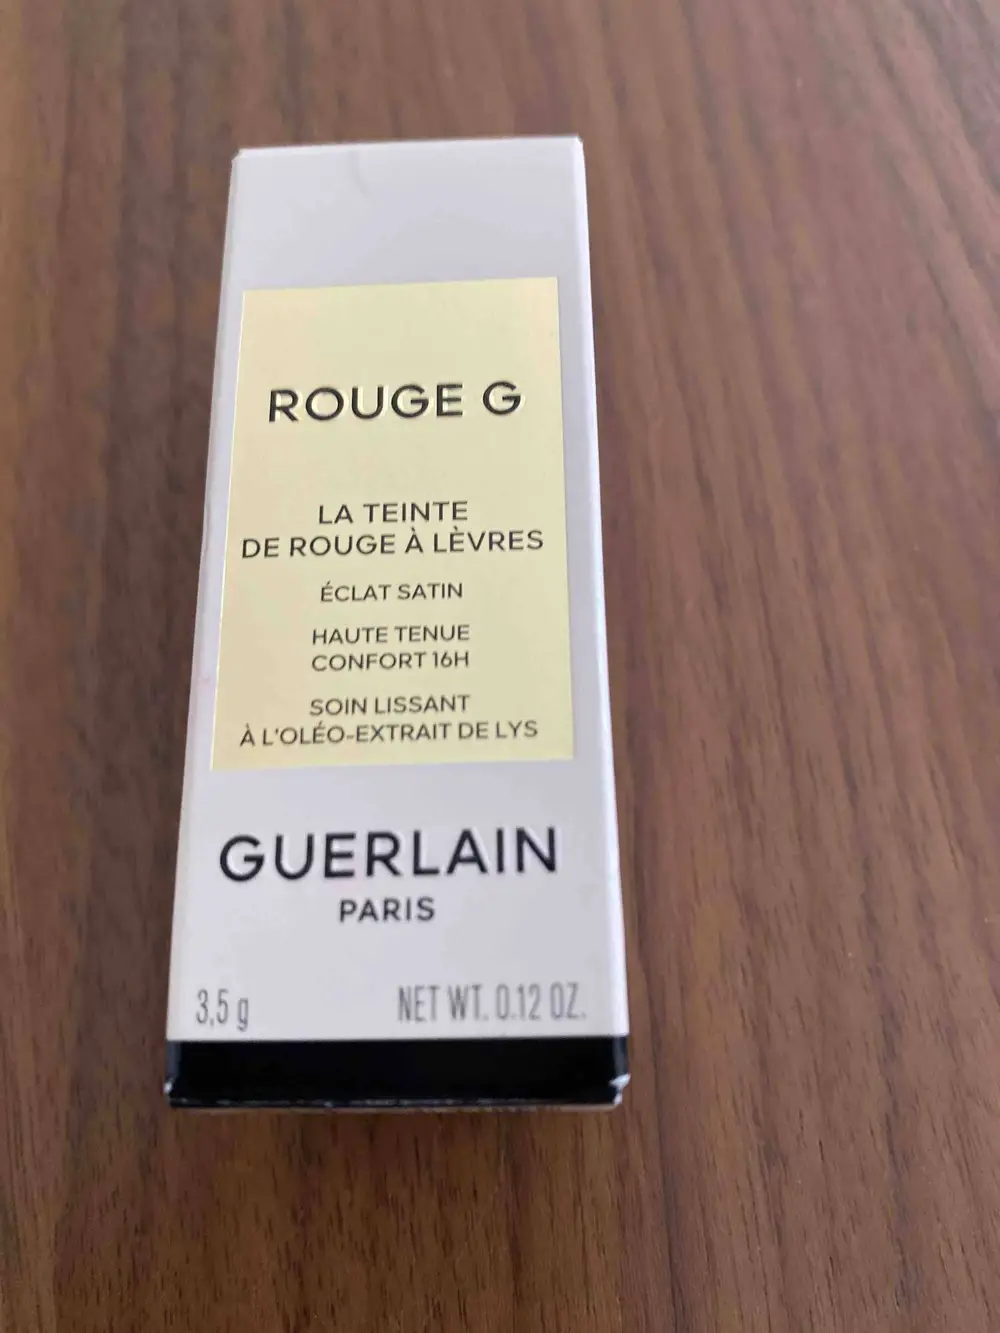 ROUGE G
LA TEINTE
DE ROUGE À LÈVRES
ÉCLAT SATIN
HAUTE TENUE
CONFORT 16H
SOIN LISSANT
À L'OLÉO-EXTRAIT DE LYS
GUERLAIN
PARIS
3,5 g NET WT. 0.12 OZ.